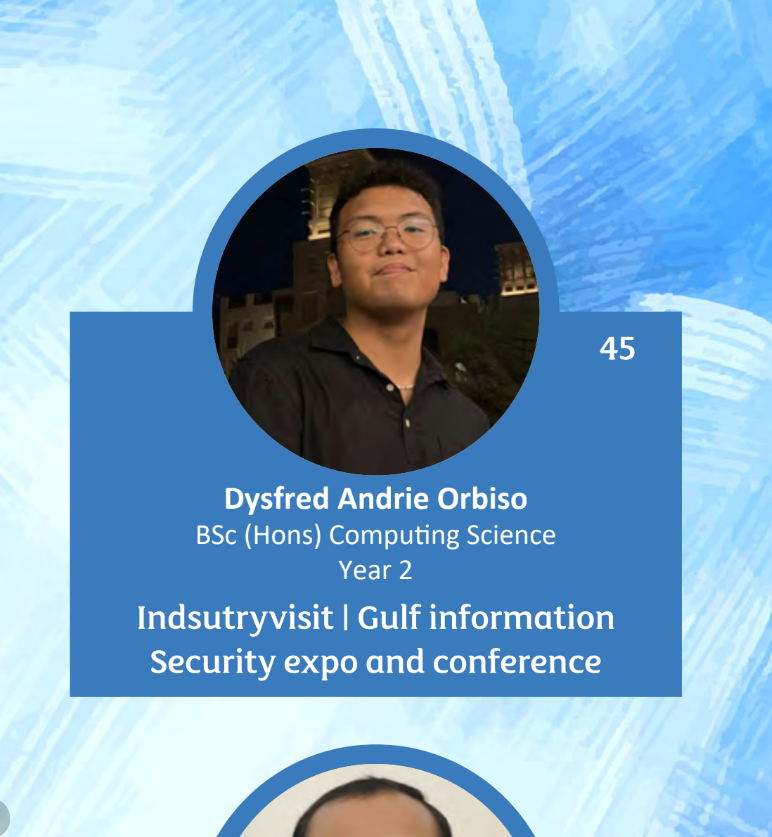 45
Dysfred Andrie Orbiso
BSc (Hons) Computing Science
Year 2
Indsutryvisit | Gulf information
Security expo and conference